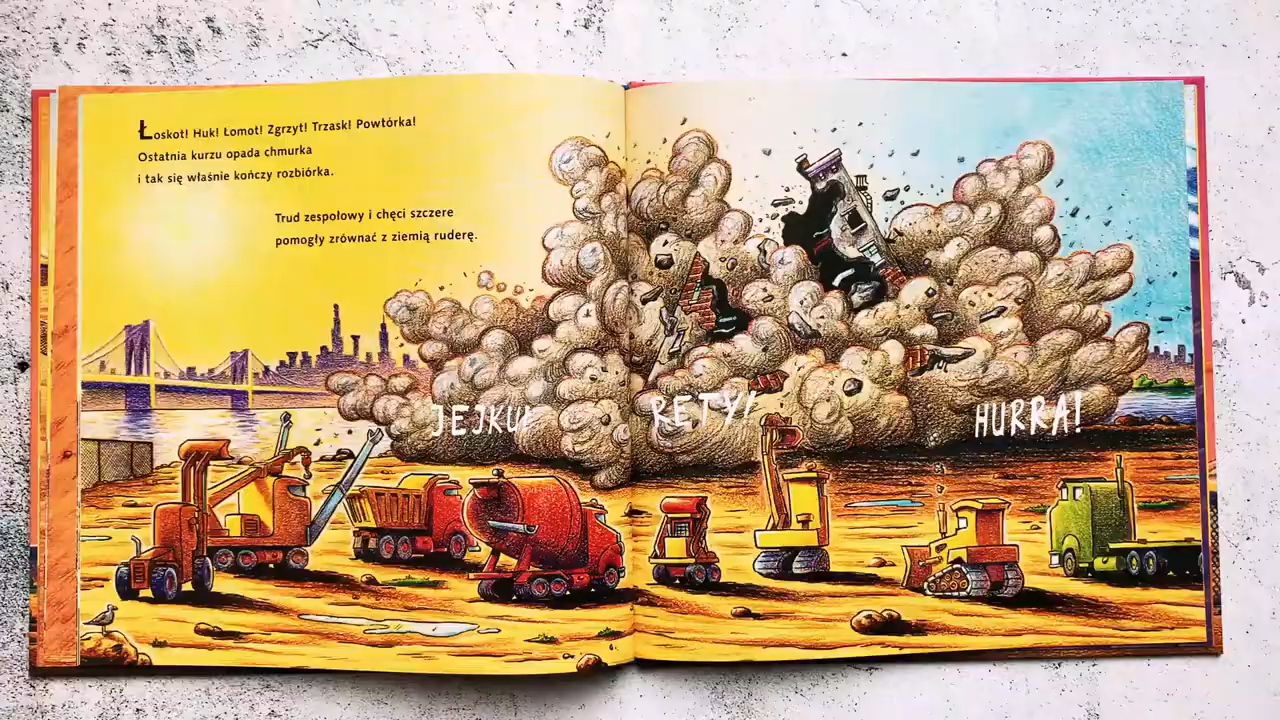 Łoskot! Huk! Łomot! Zgrzyt! Trzask! Powtórka!
Ostatnia kurzu opada chmurka
i tak się właśnie kończy rozbiórka.
Trud zespołowy i chęci szczere
pomogły zrównać z ziemią ruderę.
JEJKU!
RETY!
HURRA!